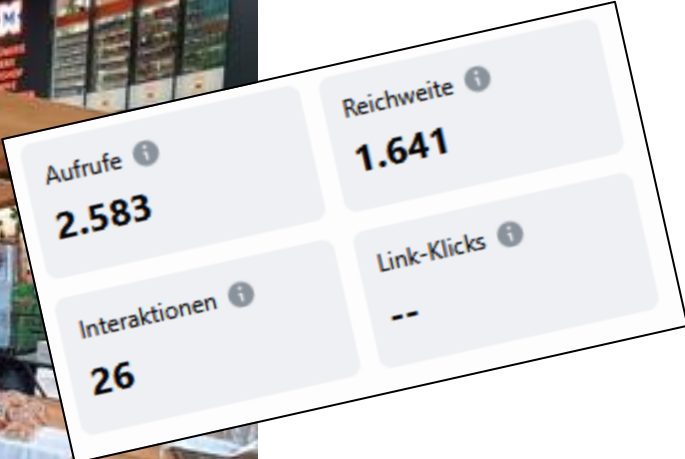 Aufrufe
2.583
Reichweite
1.641
Interaktionen
26
Link-Klicks
--